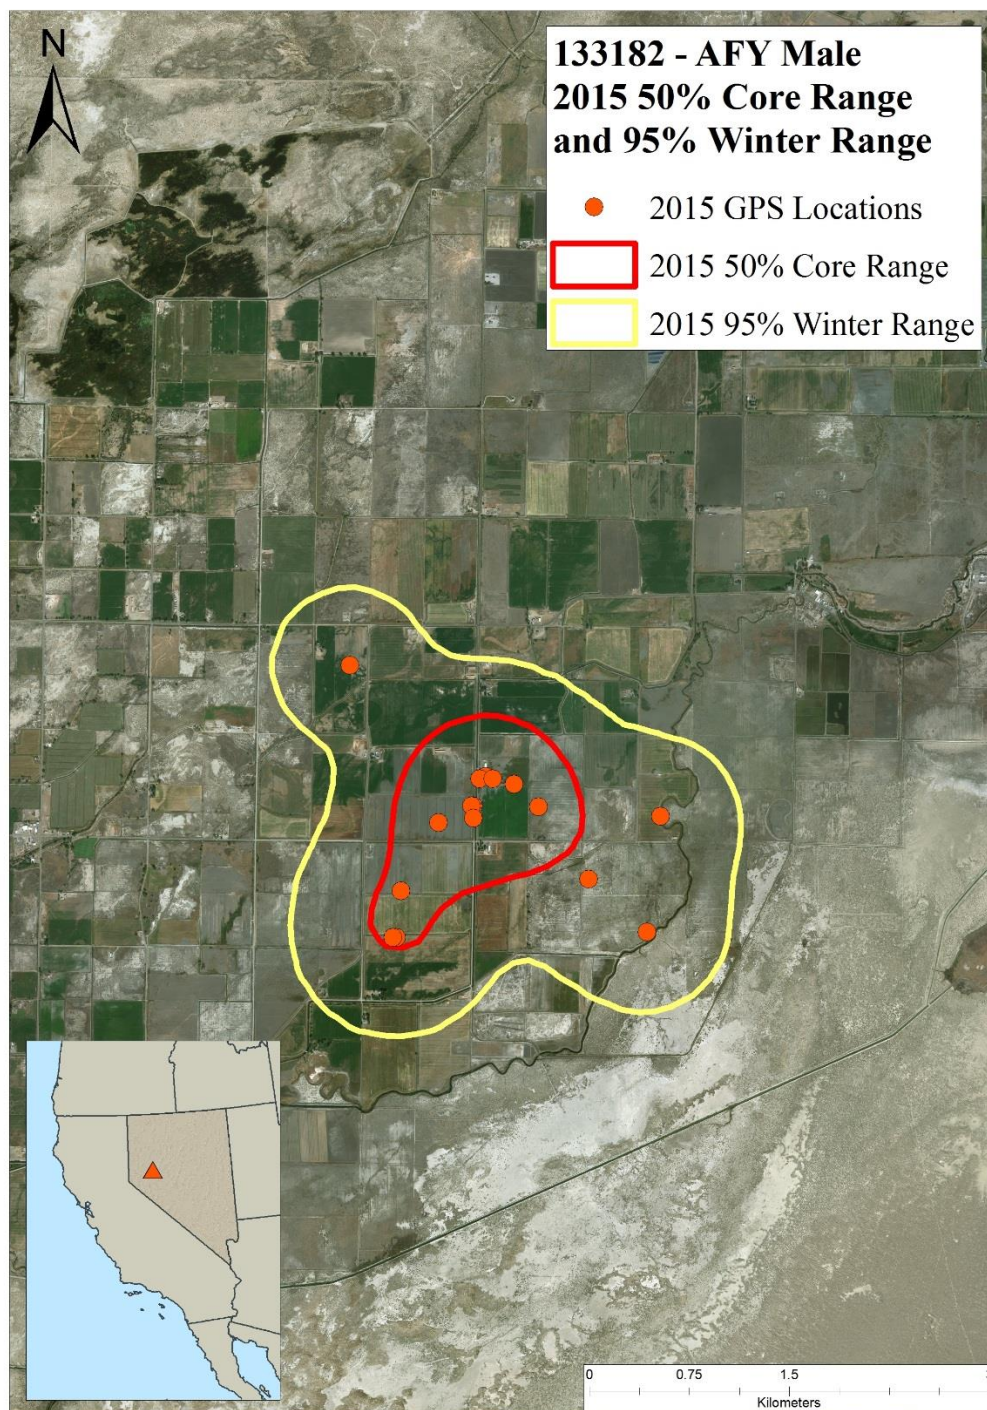 N
133182 - AFY Male
2015 50% Core Range
and 95% Winter Range
2015 GPS Locations
2015 50% Core Range
2015 95% Winter Range
0 0.75 1.5
Kilometers